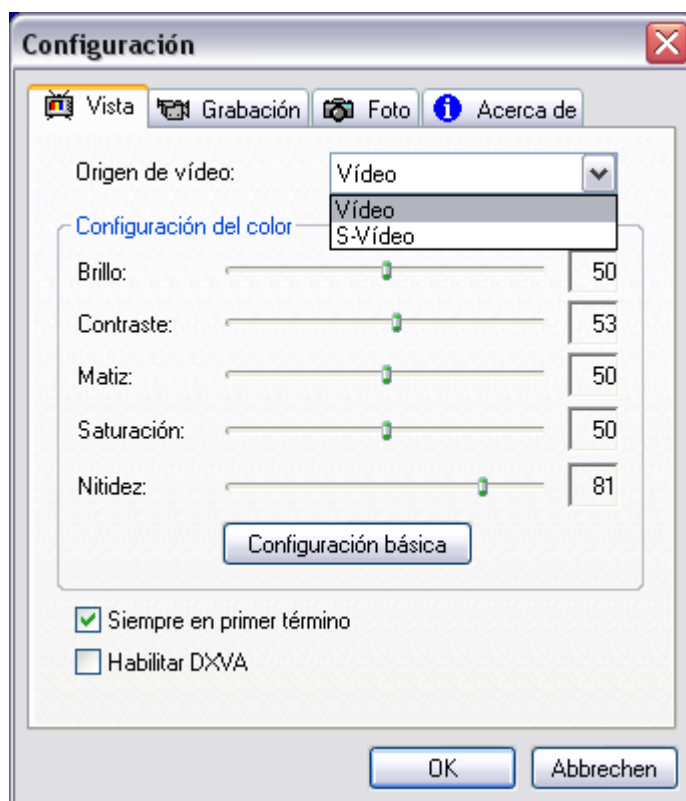 Configuración
Vista Grabación Foto Acerca de
Origen de vídeo: Vídeo
Vídeo
S-Vídeo
Configuración del color
Brillo: 50
Contraste: 53
Matiz: 50
Saturación: 50
Nitidez: 81
Configuración básica
Siempre en primer término
Habilitar DXVA
OK Abbrechen